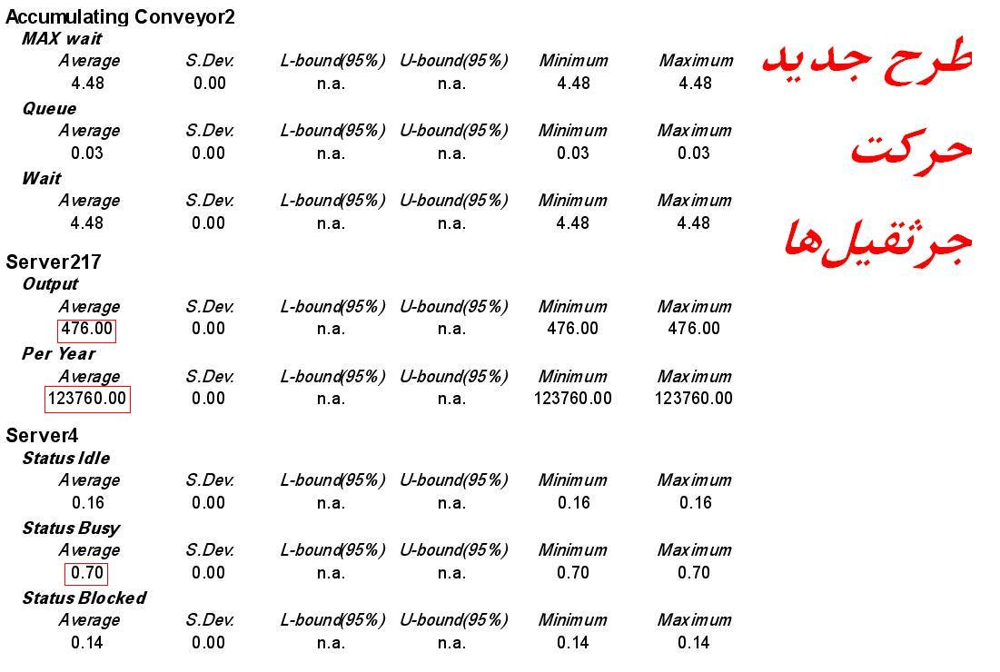 Accumulating Conveyor2
MAX wait
Average S.Dev. L-bound(95%) U-bound(95%) Minimum Maximum
4.48 0.00 n.a. n.a. 4.48 4.48
Queue
Average S.Dev. L-bound(95%) U-bound(95%) Minimum Maximum
0.03 0.00 n.a. n.a. 0.03 0.03
Wait
Average S.Dev. L-bound(95%) U-bound(95%) Minimum Maximum
4.48 0.00 n.a. n.a. 4.48 4.48
Server217
Output
Average S.Dev. L-bound(95%) U-bound(95%) Minimum Maximum
476.00 0.00 n.a. n.a. 476.00 476.00
Per Year
Average S.Dev. L-bound(95%) U-bound(95%) Minimum Maximum
123760.00 0.00 n.a. n.a. 123760.00 123760.00
Server4
Status Idle
Average S.Dev. L-bound(95%) U-bound(95%) Minimum Maximum
0.16 0.00 n.a. n.a. 0.16 0.16
Status Busy
Average S.Dev. L-bound(95%) U-bound(95%) Minimum Maximum
0.70 0.00 n.a. n.a. 0.70 0.70
Status Blocked
Average S.Dev. L-bound(95%) U-bound(95%) Minimum Maximum
0.14 0.00 n.a. n.a. 0.14 0.14
طرح جدید
حرکت
جرثقیل‌ها